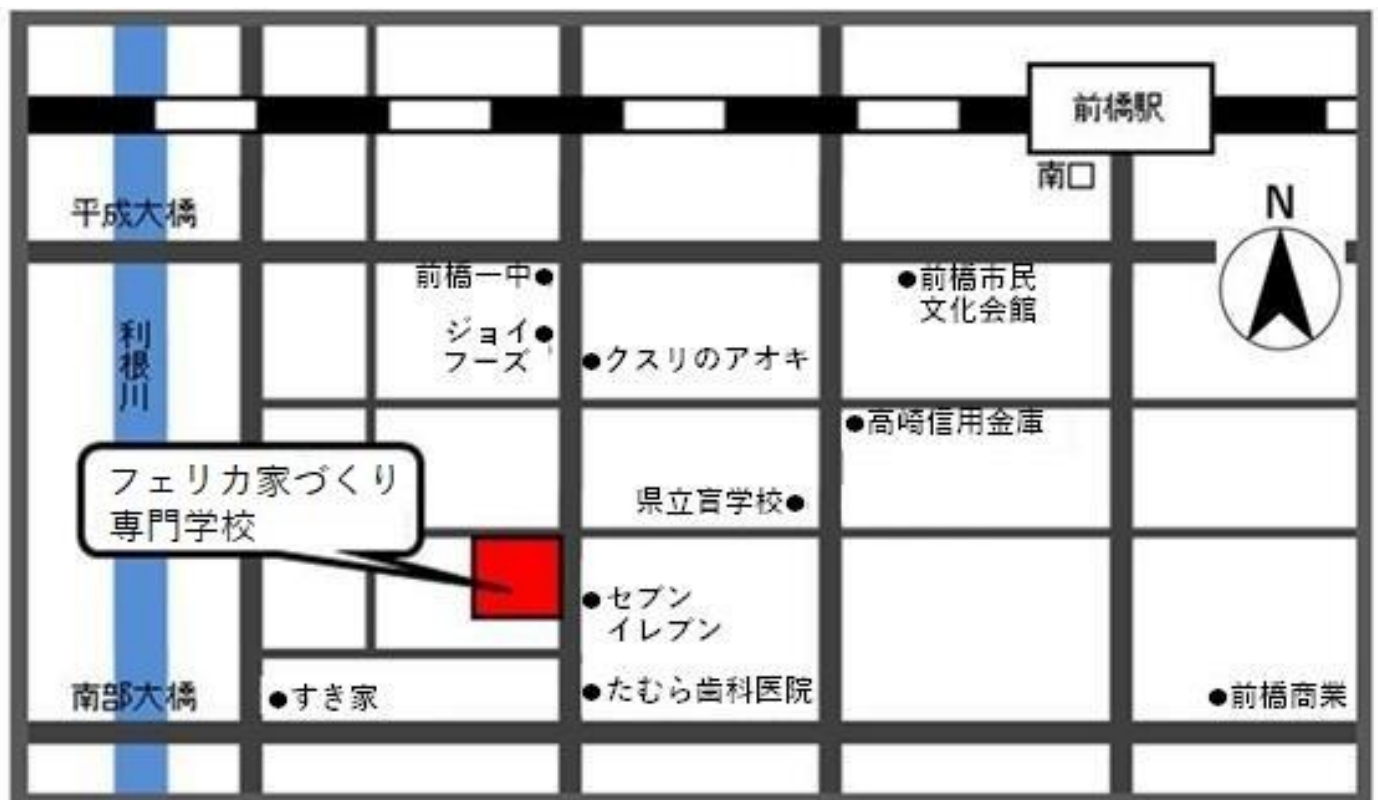 前橋駅
南口
N
平成大橋
前橋一中
前橋市民
文化会館
ジョイ
フーズ
クスリのアオキ
利根川
高崎信用金庫
フェリカ家づくり
専門学校
県立盲学校
セブン
イレブン
南部大橋
すき家
たむら歯科医院
前橋商業